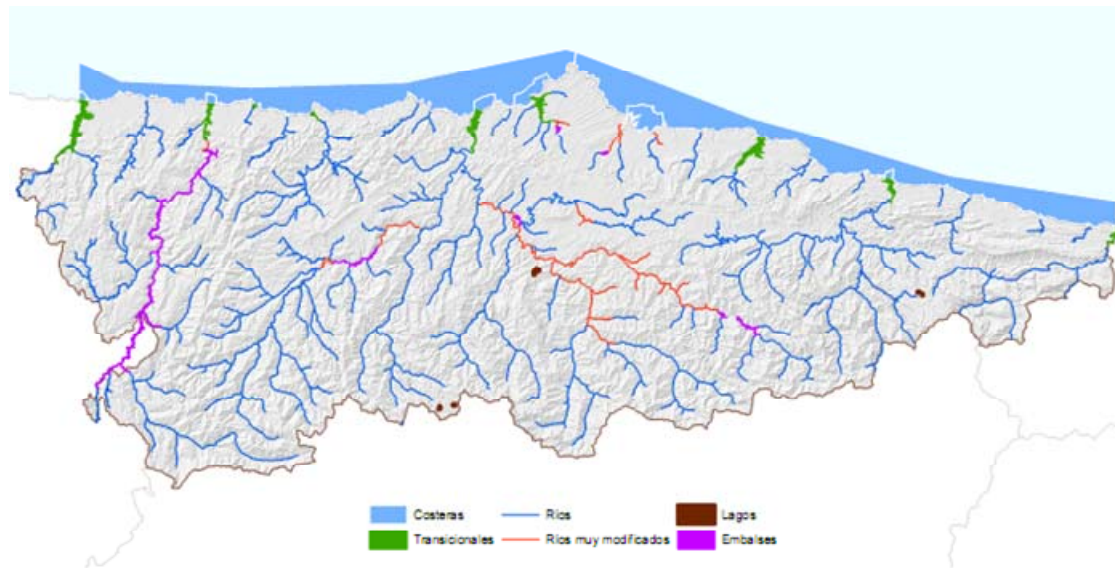 Costeras
Ríos
Lagos
Transicionales
Ríos muy modificados
Embalses